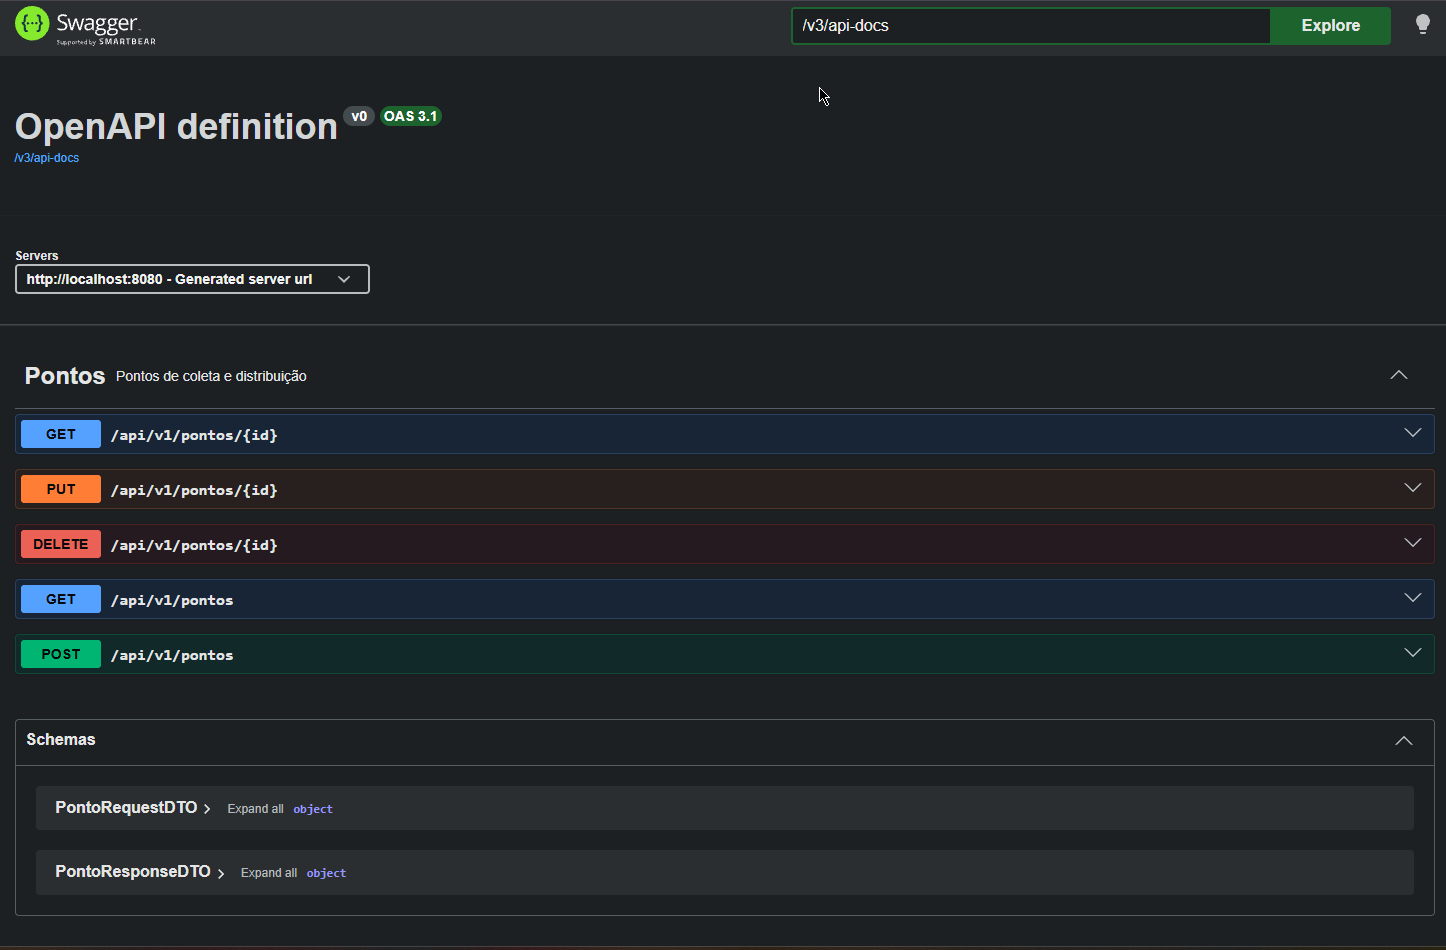 {···} Swagger.
Supported by SMARTBEAR
/v3/api-docs
Explore
OpenAPI definition v0 OAS 3.1
/v3/api-docs
Servers
http://localhost:8080 - Generated server url
Pontos Pontos de coleta e distribuição
GET /api/v1/pontos/{id}
PUT /api/v1/pontos/{id}
DELETE /api/v1/pontos/{id}
GET /api/v1/pontos
POST /api/v1/pontos
Schemas
PontoRequestDTO Expand all object
PontoResponseDTO Expand all object